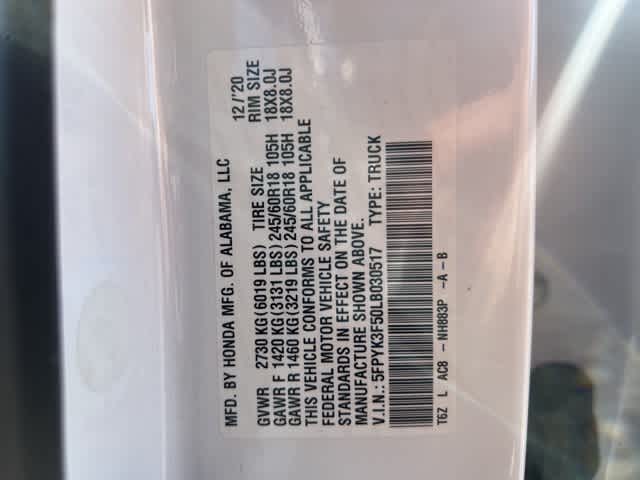 MFD. BY HONDA MFG. OF ALABAMA, LLC 12/'20
GVWR 2730 KG(6019 LBS) TIRE SIZE RIM SIZE
GAWR F 1420 KG(3131 LBS)245/60R18 105H 18X8.0J
GAWR R 1460 KG(3219 LBS)245/60R18 105H 18X8.0J
THIS VEHICLE CONFORMS TO ALL APPLICABLE
FEDERAL MOTOR VEHICLE SAFETY
STANDARDS IN EFFECT ON THE DATE OF
MANUFACTURE SHOWN ABOVE.
V.I.N.: 5FPYK3F50LB030517 TYPE: TRUCK
T6Z L AC8 - NH883P -A-B